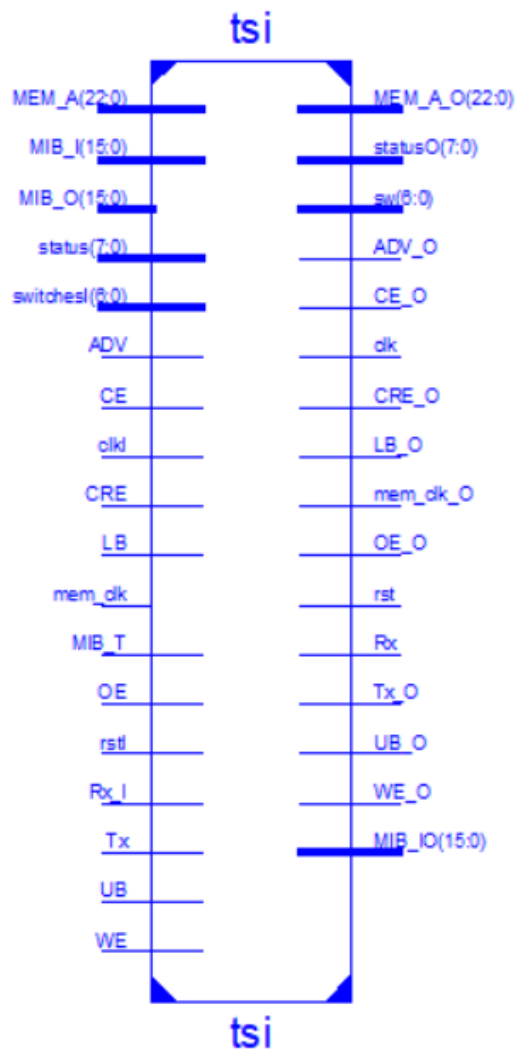 tsi
MEM_A(22:0)
MIB_I(15:0)
MIB_O(15:0)
status(7:0)
switchesI(6:0)
ADV
CE
clkI
CRE
LB
mem_clk
MIB_T
OE
rstI
Rx_I
Tx
UB
WE
MEM_A_O(22:0)
statusO(7:0)
sw(6:0)
ADV_O
CE_O
clk
CRE_O
LB_O
mem_clk_O
OE_O
rst
Rx
Tx_O
UB_O
WE_O
MIB_IO(15:0)
tsi